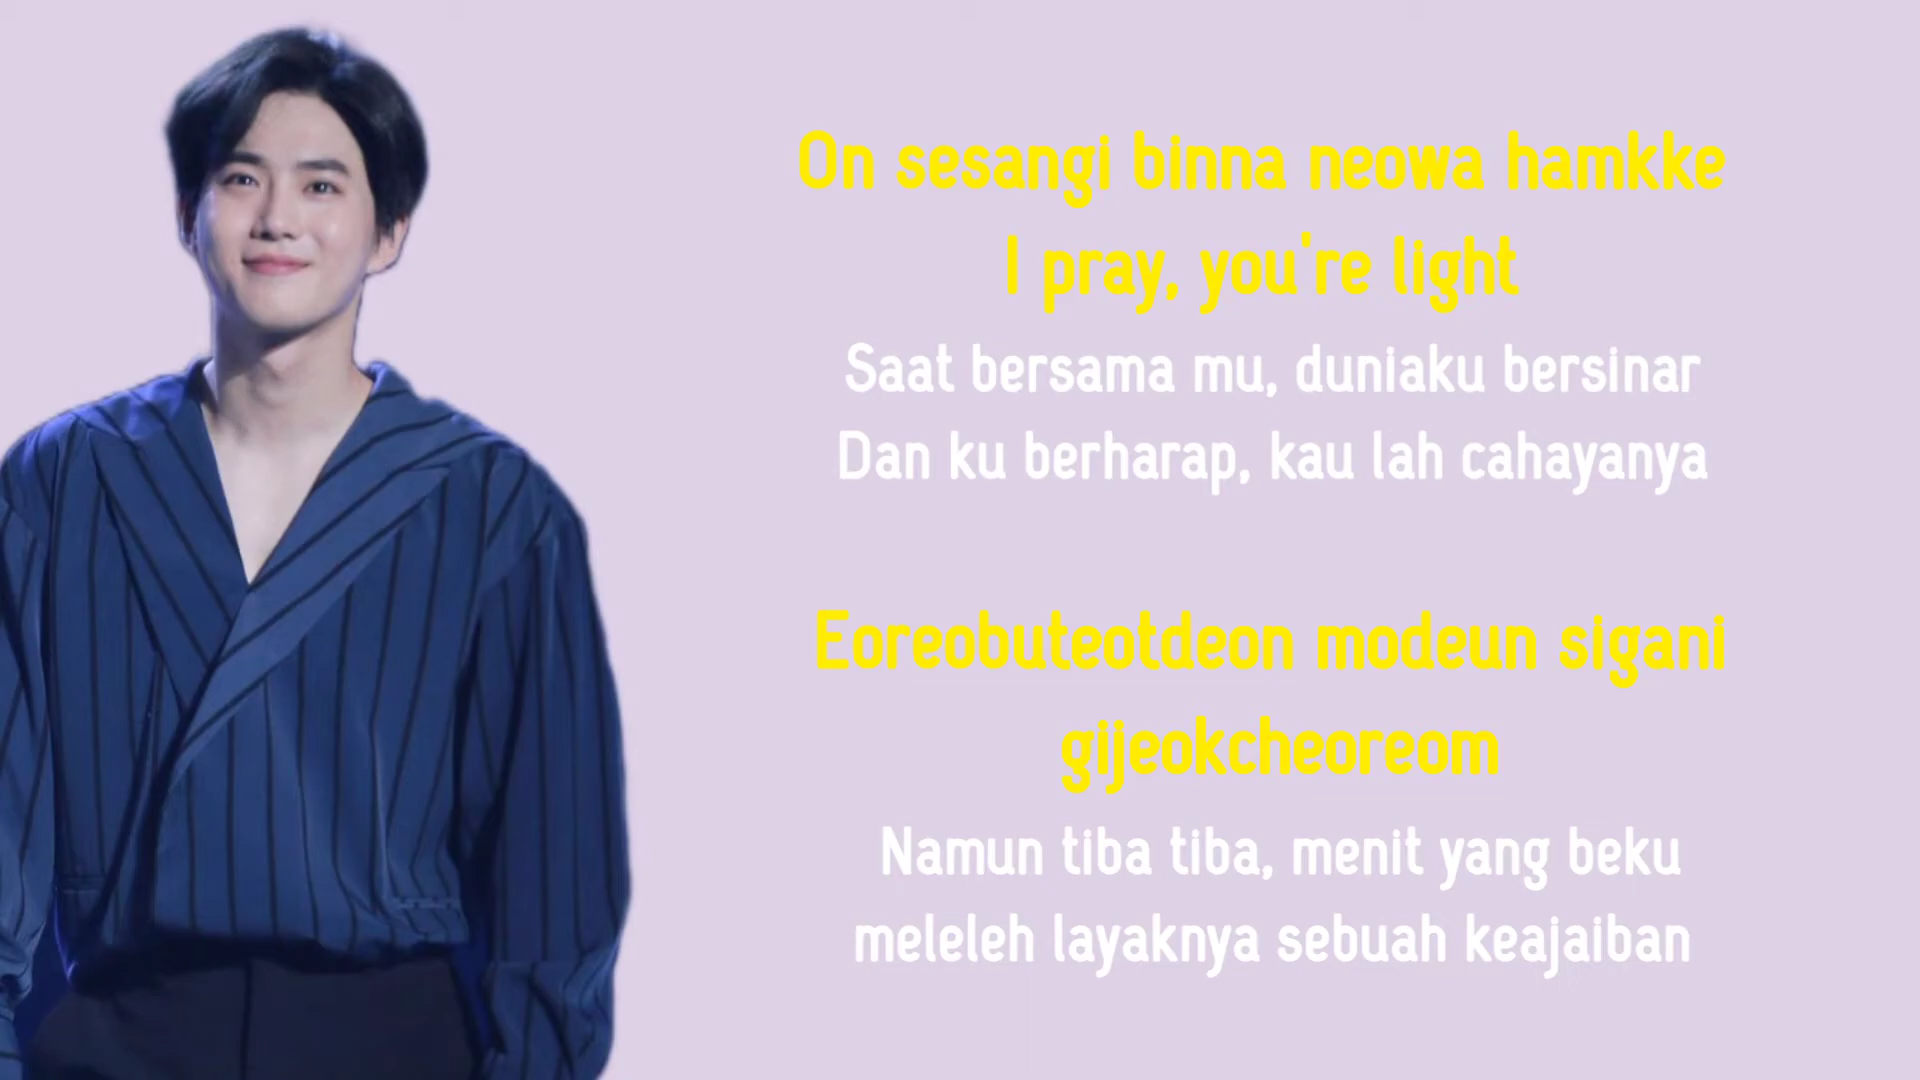 On sesangi binna neowa hamkke
I pray, you're light
Saat bersama mu, duniaku bersinar
Dan ku berharap, kau lah cahayanya
Eoreobuteotdeon modeun sigani
gijeokcheoreom
Namun tiba tiba, menit yang beku
meleleh layaknya sebuah keajaiban